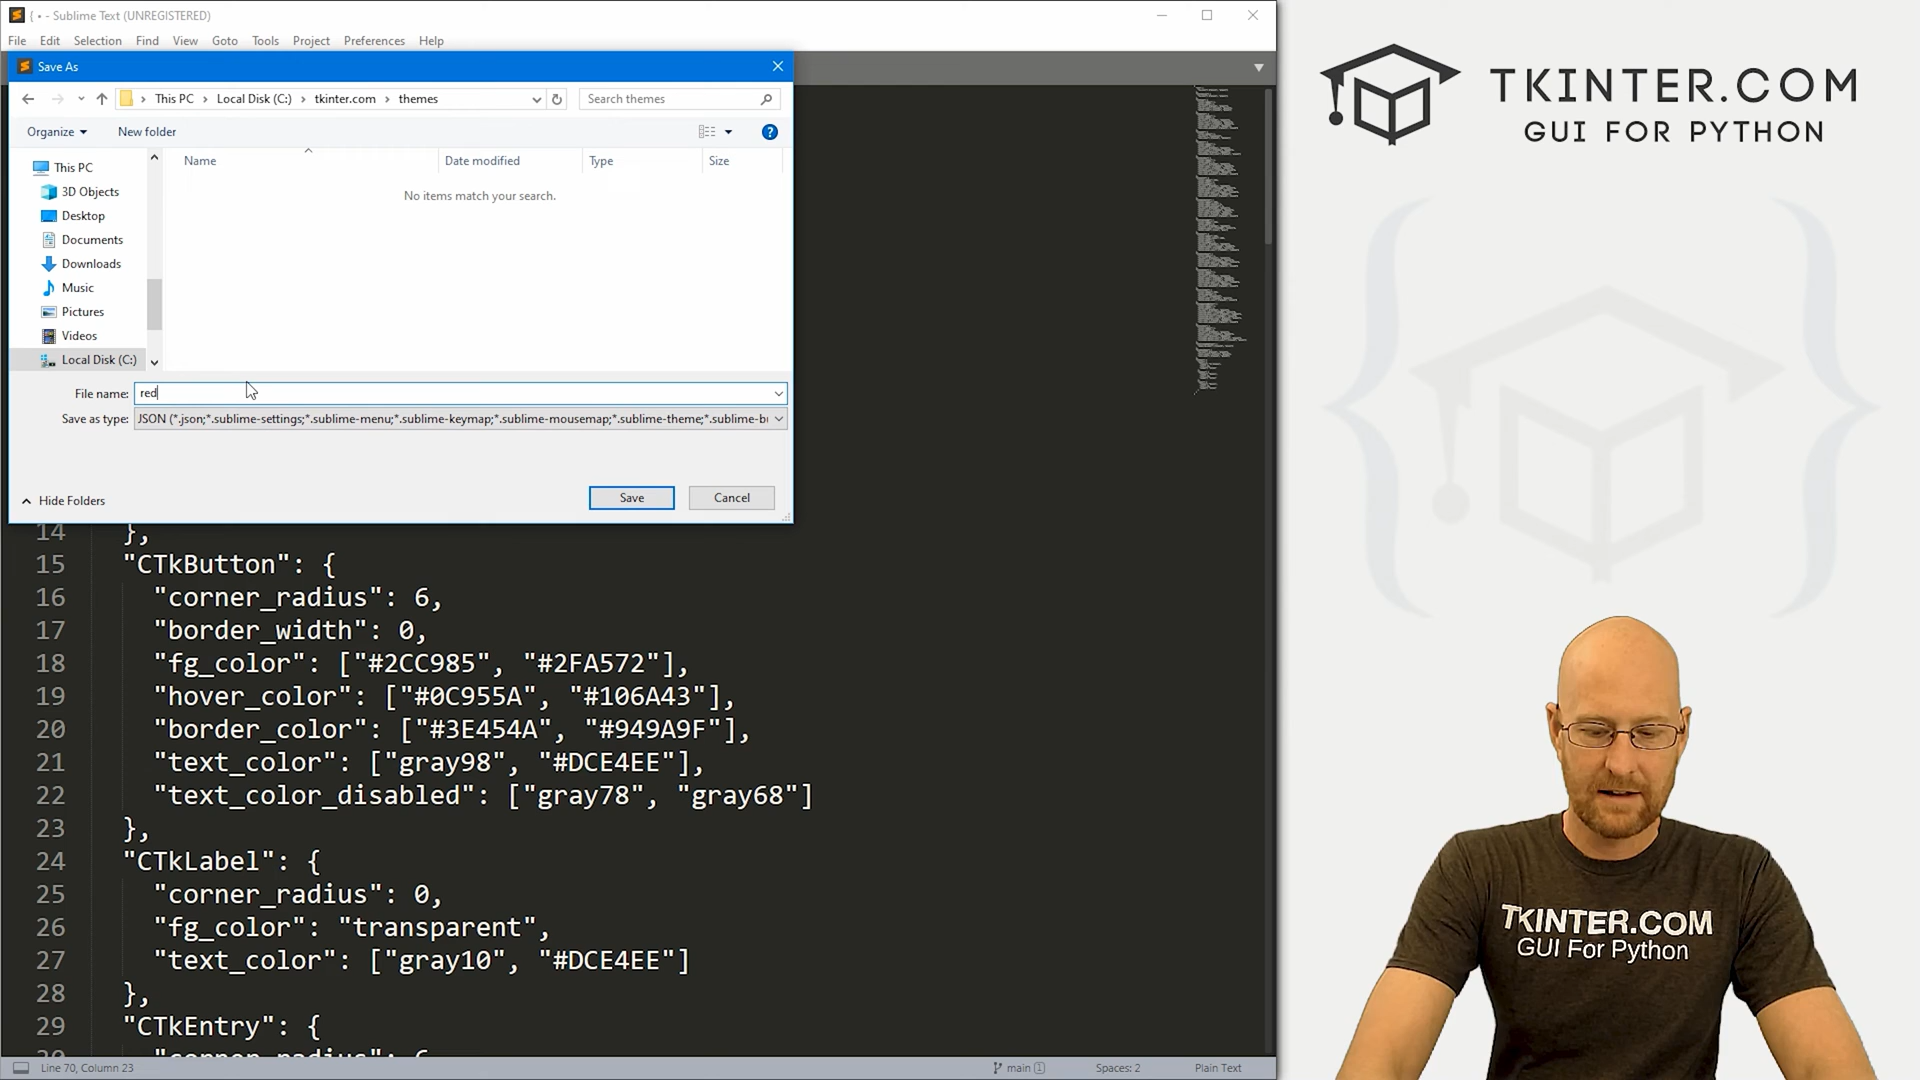 { • - Sublime Text (UNREGISTERED)
File Edit Selection Find View Goto Tools Project Preferences Help
Save As
This PC › Local Disk (C:) › tkinter.com › themes
Search themes
Organize New folder
Name Date modified Type Size
No items match your search.
This PC
3D Objects
Desktop
Documents
Downloads
Music
Pictures
Videos
Local Disk (C:)
File name: red
Save as type: JSON (*.json;*.sublime-settings;*.sublime-menu;*.sublime-keymap;*.sublime-mousemap;*.sublime-theme;*.sublime-bu
Hide Folders
Save Cancel
14 },
15 "CTkButton": {
16 "corner_radius": 6,
17 "border_width": 0,
18 "fg_color": ["#2CC985", "#2FA572"],
19 "hover_color": ["#0C955A", "#106A43"],
20 "border_color": ["#3E454A", "#949A9F"],
21 "text_color": ["gray98", "#DCE4EE"],
22 "text_color_disabled": ["gray78", "gray68"]
23 },
24 "CTkLabel": {
25 "corner_radius": 0,
26 "fg_color": "transparent",
27 "text_color": ["gray10", "#DCE4EE"]
28 },
29 "CTkEntry": {
30 "corner_radius": 6
Line 70, Column 23
main 1
Spaces: 2
Plain Text
TKINTER.COM
GUI FOR PYTHON
TKINTER.COM
GUI For Python